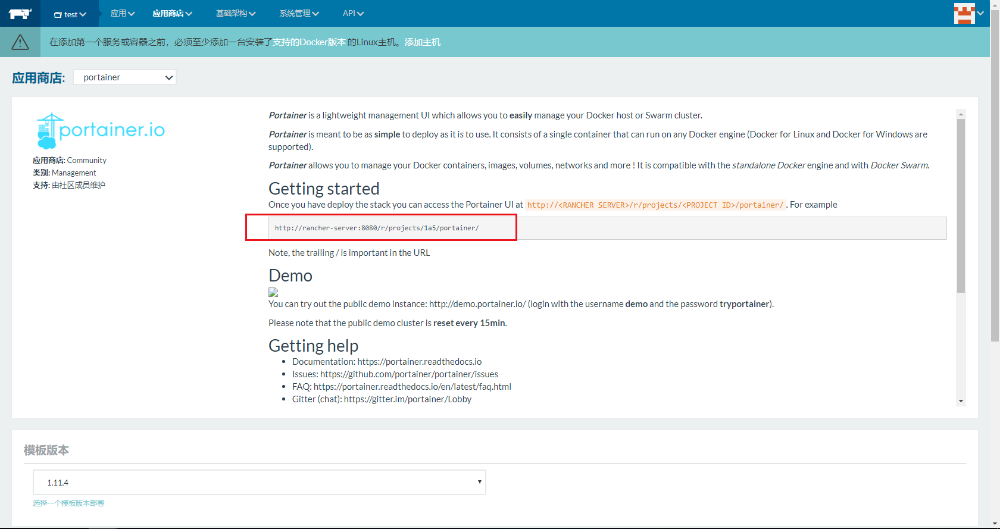 test 应用 应用商店 基础架构 系统管理 API
在添加第一个服务或容器之前，必须至少添加一台安装了支持的Docker版本 的Linux主机。添加主机
应用商店: portainer
portainer.io
应用商店: Community
类别: Management
支持: 由社区成员维护
Portainer is a lightweight management UI which allows you to easily manage your Docker host or Swarm cluster.
Portainer is meant to be as simple to deploy as it is to use. It consists of a single container that can run on any Docker engine (Docker for Linux and Docker for Windows are
supported).
Portainer allows you to manage your Docker containers, images, volumes, networks and more ! It is compatible with the standalone Docker engine and with Docker Swarm.
Getting started
Once you have deploy the stack you can access the Portainer UI at http://<RANCHER SERVER>/r/projects/<PROJECT ID>/portainer/ . For example
http://rancher-server:8080/r/projects/1a5/portainer/
Note, the trailing / is important in the URL
Demo
You can try out the public demo instance: http://demo.portainer.io/ (login with the username demo and the password tryportainer).
Please note that the public demo cluster is reset every 15min.
Getting help
• Documentation: https://portainer.readthedocs.io
• Issues: https://github.com/portainer/portainer/issues
• FAQ: https://portainer.readthedocs.io/en/latest/faq.html
• Gitter (chat): https://gitter.im/portainer/Lobby
模板版本
1.11.4
选择一个模板版本部署